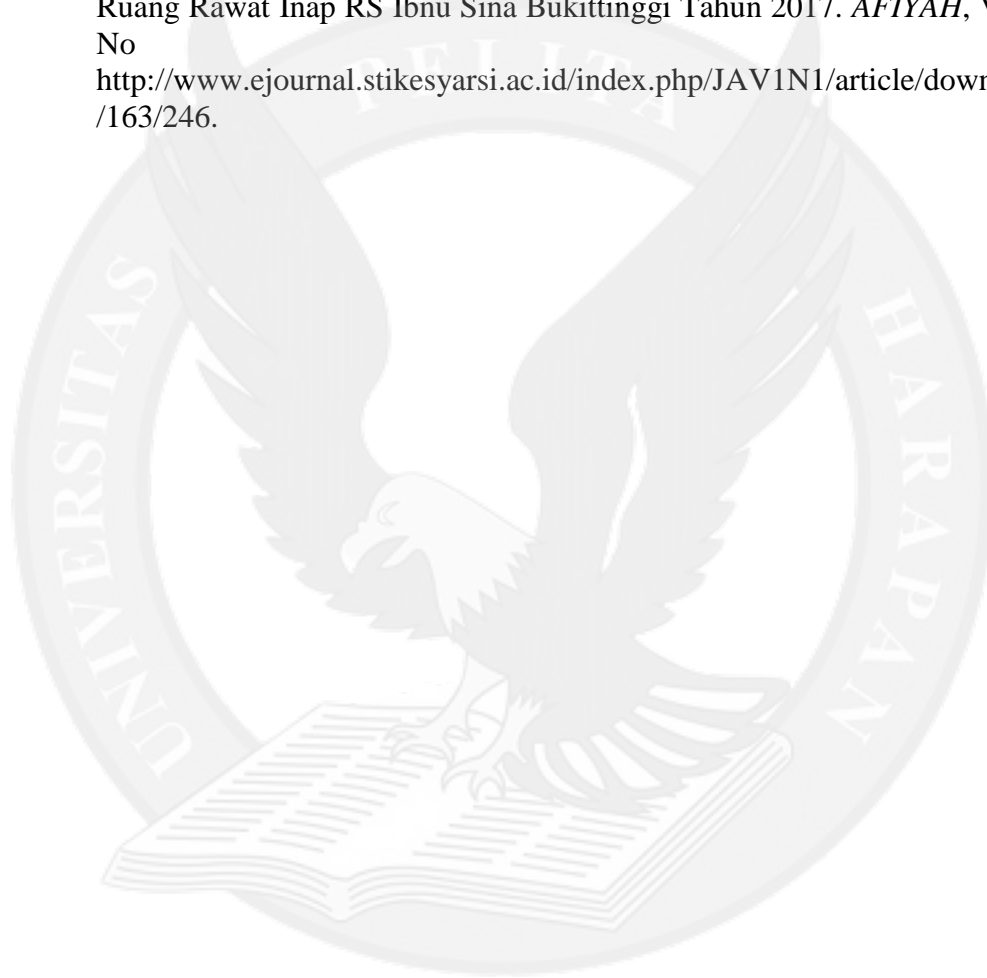 Ruang Rawat Inap RS Ibnu Sina Bukittinggi Tahun 2017. AFIYAH,
No
http://www.ejournal.stikesyarsi.ac.id/index.php/JAV1N1/article/down
/163/246.
PELITA
UNIVERSITAS
HARAPAN